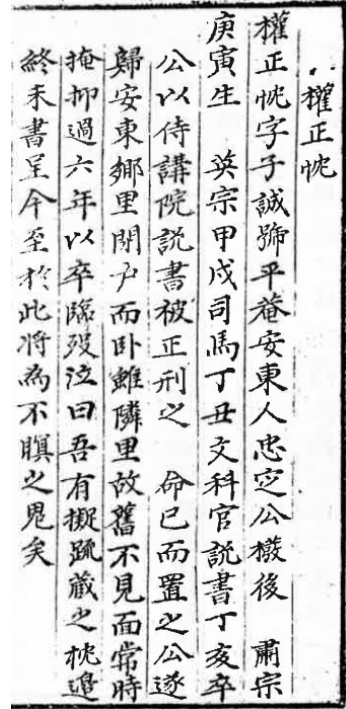 權正忱
權正忱字子誠號平菴安東人忠㝎公橃後 肅宗
庚寅生 英宗甲戌司馬丁丑文科官說書丁亥卒
公以侍講院說書被正刑之 命已而置之公遂
歸安東鄉里閉户而卧雖隣里故舊不見面常時
掩抑過六年以卒臨歿泣曰吾有擬疏藏之枕邉
終未書呈今至於此将為不瞑之鬼矣